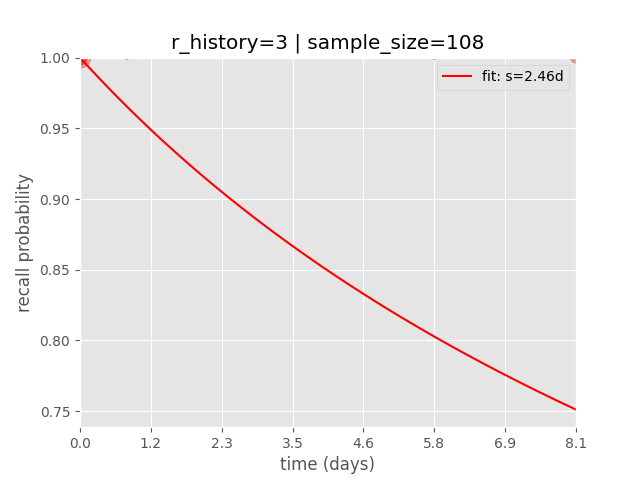 r_history=3 | sample_size=108
1.00
0.95
0.90
0.85
0.80
0.75
recall probability
fit: s=2.46d
0.0 1.2 2.3 3.5 4.6 5.8 6.9 8.1
time (days)